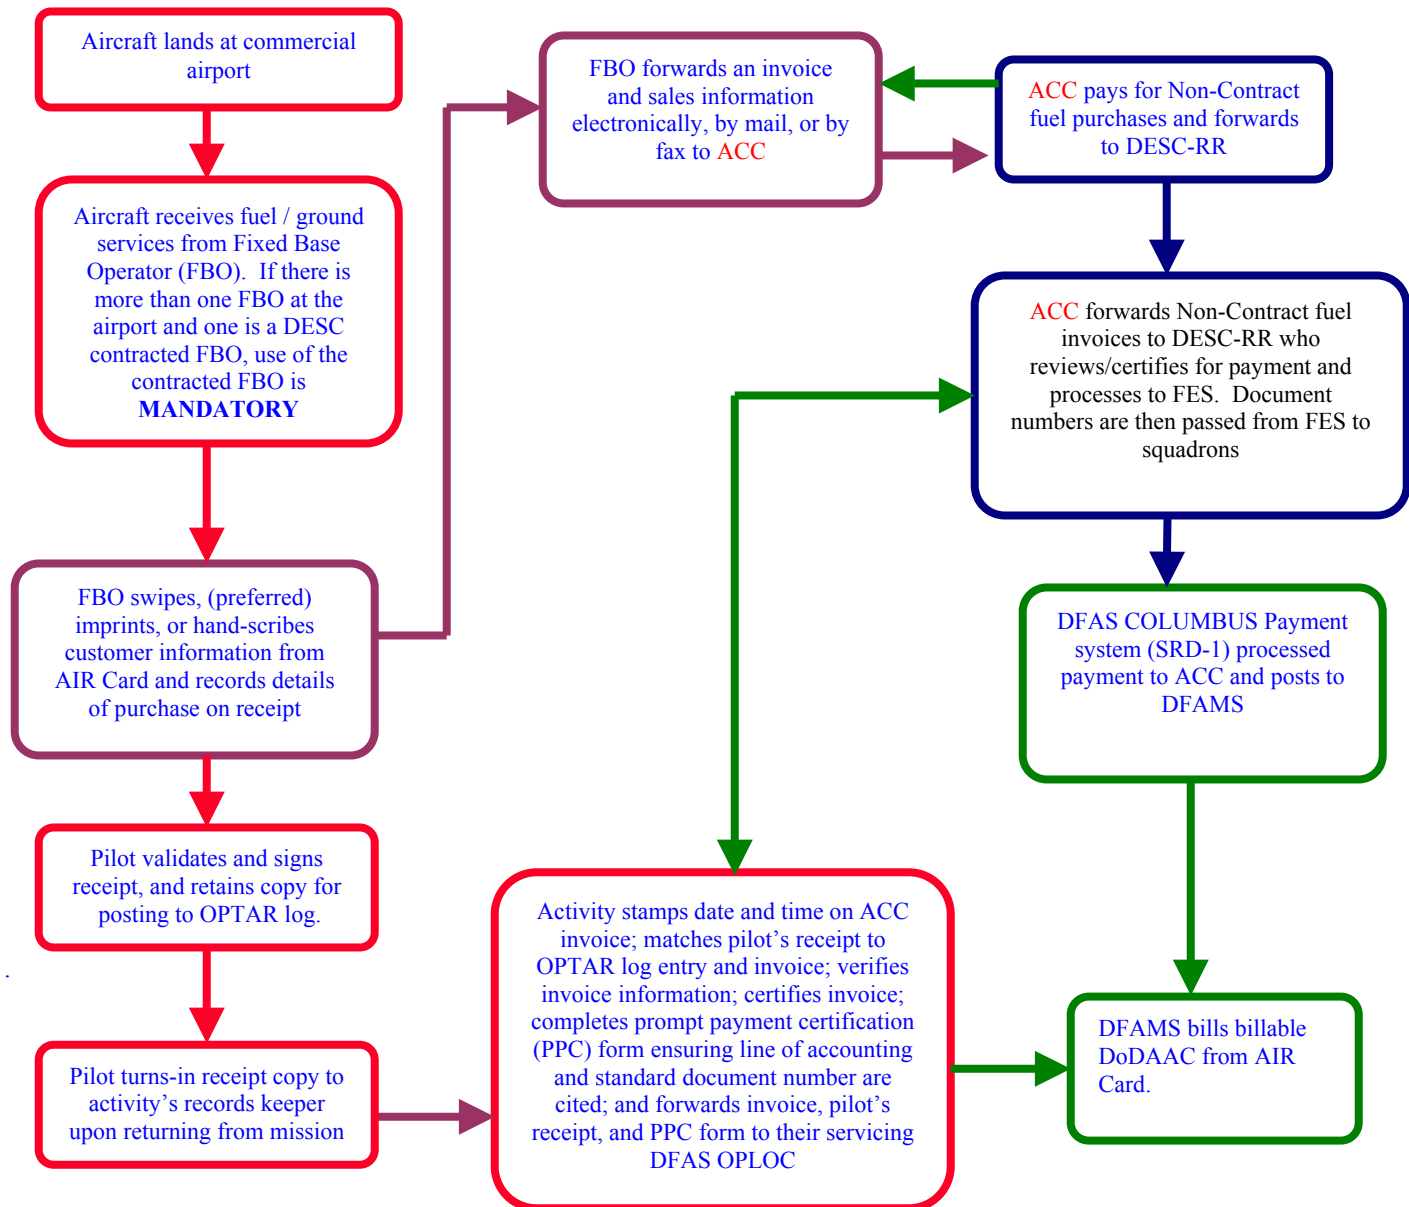 Aircraft lands at commercial
airport
Aircraft receives fuel / ground
services from Fixed Base
Operator (FBO).  If there is
more than one FBO at the
airport and one is a DESC
contracted FBO, use of the
contracted FBO is
MANDATORY
FBO swipes, (preferred)
imprints, or hand-scribes
customer information from
AIR Card and records details
of purchase on receipt
Pilot validates and signs
receipt, and retains copy for
posting to OPTAR log.
.
Pilot turns-in receipt copy to
activity’s records keeper
upon returning from mission
FBO forwards an invoice
and sales information
electronically, by mail, or by
fax to ACC
ACC pays for Non-Contract
fuel purchases and forwards
to DESC-RR
ACC forwards Non-Contract fuel
invoices to DESC-RR who
reviews/certifies for payment and
processes to FES.  Document
numbers are then passed from FES to
squadrons
DFAS COLUMBUS Payment
system (SRD-1) processed
payment to ACC and posts to
DFAMS
Activity stamps date and time on ACC
invoice; matches pilot’s receipt to
OPTAR log entry and invoice; verifies
invoice information; certifies invoice;
completes prompt payment certification
(PPC) form ensuring line of accounting
and standard document number are
cited; and forwards invoice, pilot’s
receipt, and PPC form to their servicing
DFAS OPLOC
DFAMS bills billable
DoDAAC from AIR
Card.